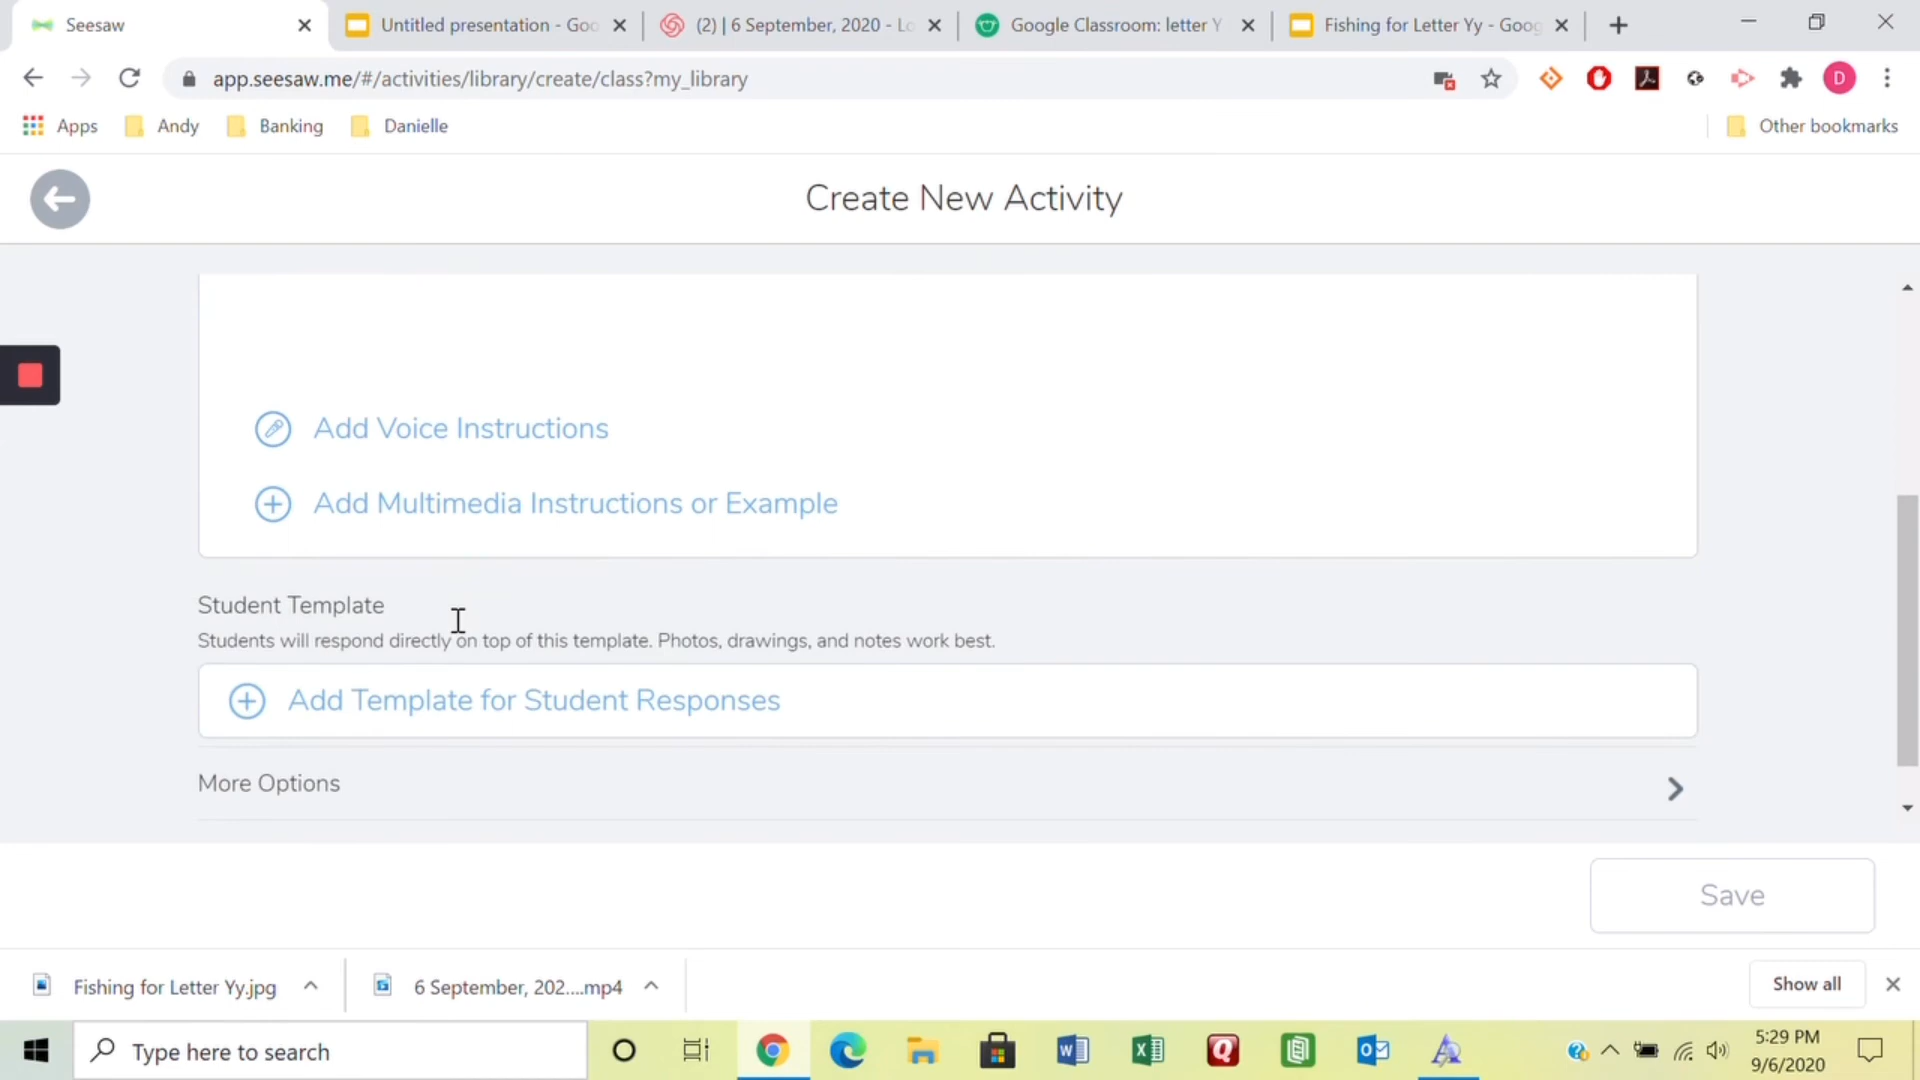 Seesaw
Untitled presentation - Goo
(2) | 6 September, 2020 - Lo
Google Classroom: letter Y
Fishing for Letter Yy - Goog
app.seesaw.me/#/activities/library/create/class?my_library
D
Apps
Andy
Banking
Danielle
Other bookmarks
Create New Activity
Add Voice Instructions
Add Multimedia Instructions or Example
Student Template
Students will respond directly on top of this template. Photos, drawings, and notes work best.
Add Template for Student Responses
More Options
Save
Fishing for Letter Yy.jpg
6 September, 202....mp4
Show all
Type here to search
5:29 PM
9/6/2020